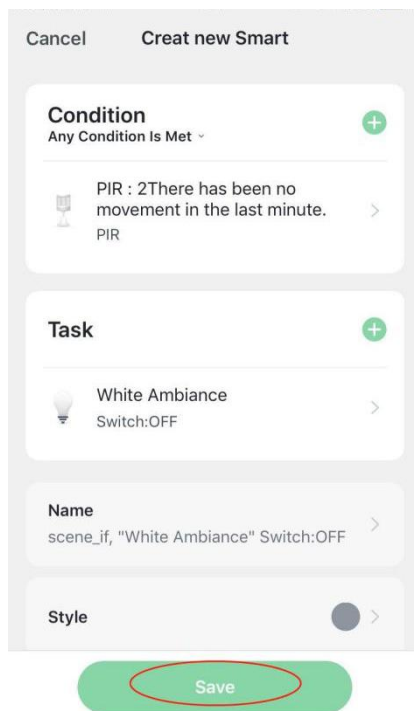 Cancel Creat new Smart
Condition
Any Condition Is Met
PIR : 2There has been no
movement in the last minute.
PIR
Task
White Ambiance
Switch:OFF
Name
scene_if, "White Ambiance" Switch:OFF
Style
Save